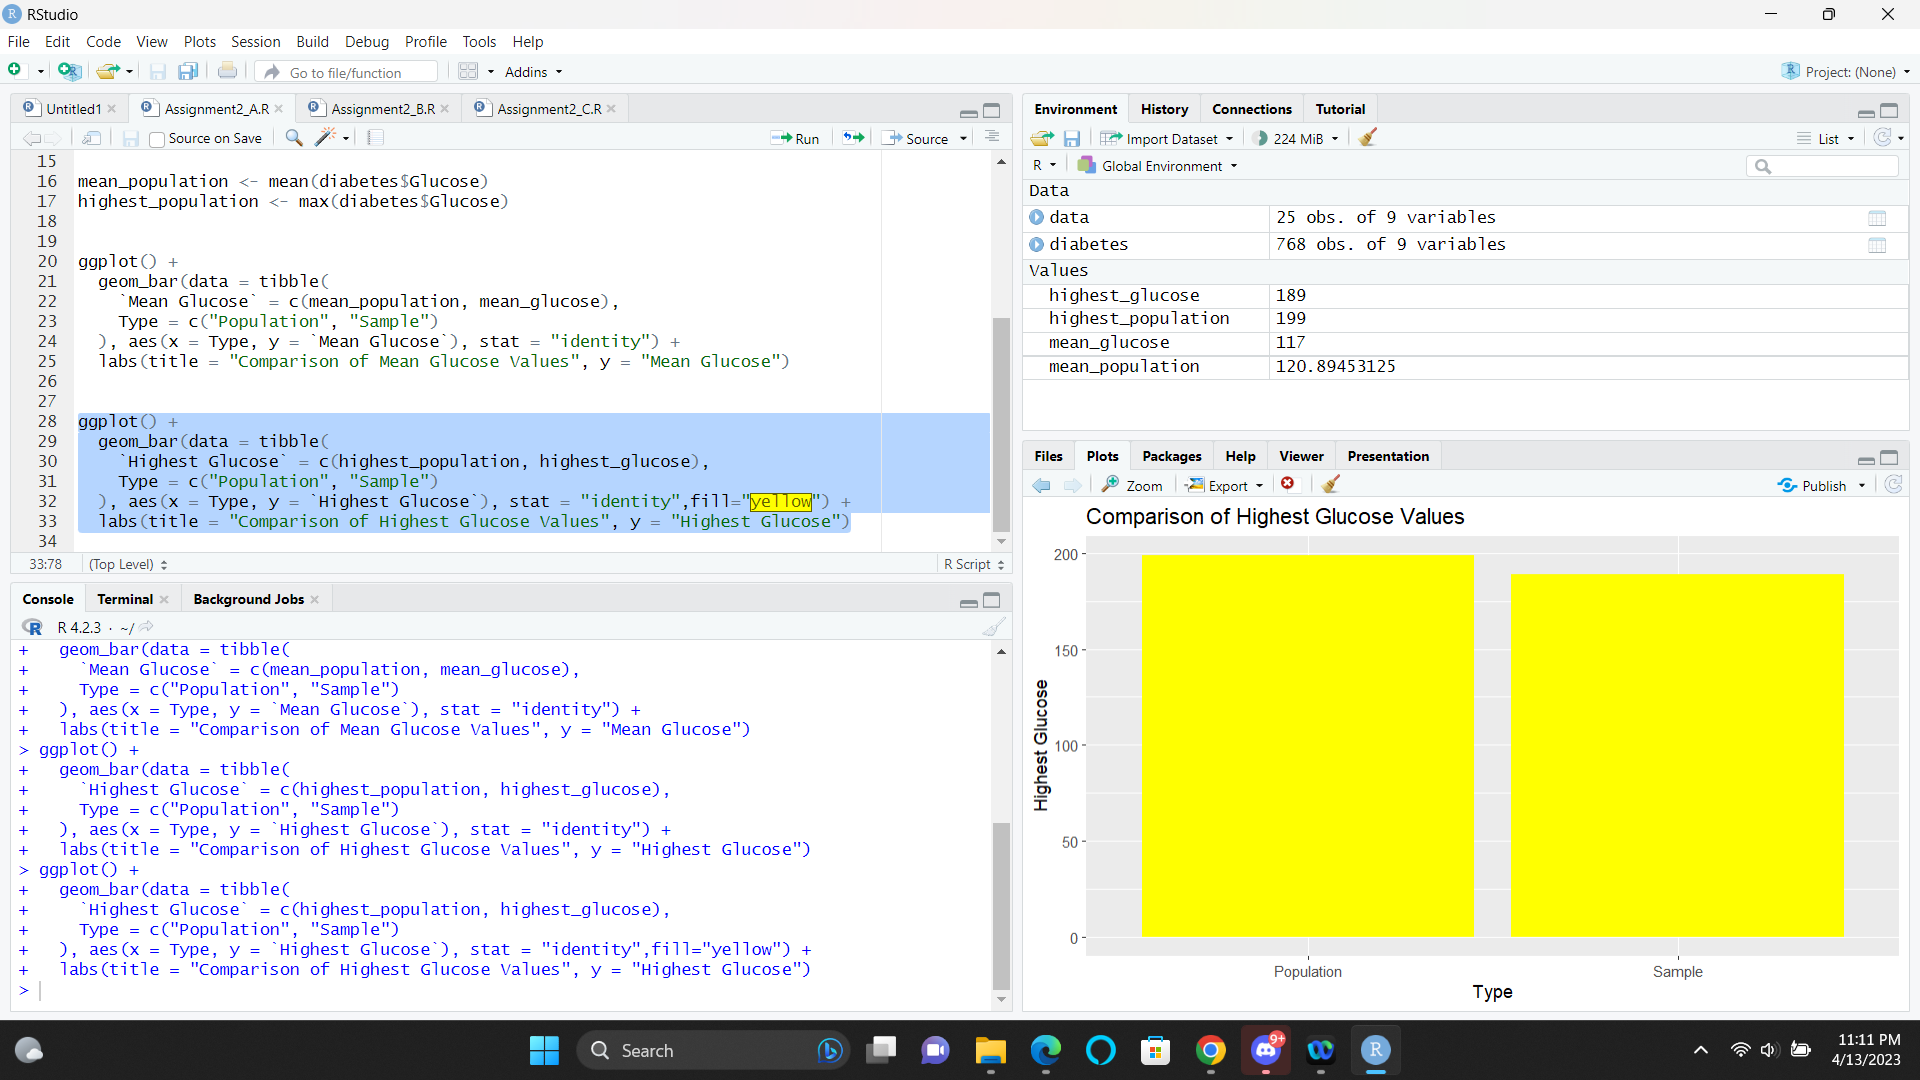 RStudio
File Edit Code View Plots Session Build Debug Profile Tools Help
Go to file/function Addins Project: (None)
Untitled1 Assignment2_A.R Assignment2_B.R Assignment2_C.R
Source on Save Run Source
15
16 mean_population <- mean(diabetes$Glucose)
17 highest_population <- max(diabetes$Glucose)
18
19
20 ggplot() +
21 geom_bar(data = tibble(
22 `Mean Glucose` = c(mean_population, mean_glucose),
23 Type = c("Population", "Sample")
24 ), aes(x = Type, y = `Mean Glucose`), stat = "identity") +
25 labs(title = "Comparison of Mean Glucose Values", y = "Mean Glucose")
26
27
28 ggplot() +
29 geom_bar(data = tibble(
30 `Highest Glucose` = c(highest_population, highest_glucose),
31 Type = c("Population", "Sample")
32 ), aes(x = Type, y = `Highest Glucose`), stat = "identity",fill="yellow") +
33 labs(title = "Comparison of Highest Glucose Values", y = "Highest Glucose")
34
33:78 (Top Level) R Script
Console Terminal Background Jobs
R 4.2.3 · ~/
+ geom_bar(data = tibble(
+ `Mean Glucose` = c(mean_population, mean_glucose),
+ Type = c("Population", "Sample")
+ ), aes(x = Type, y = `Mean Glucose`), stat = "identity") +
+ labs(title = "Comparison of Mean Glucose Values", y = "Mean Glucose")
> ggplot() +
+ geom_bar(data = tibble(
+ `Highest Glucose` = c(highest_population, highest_glucose),
+ Type = c("Population", "Sample")
+ ), aes(x = Type, y = `Highest Glucose`), stat = "identity") +
+ labs(title = "Comparison of Highest Glucose Values", y = "Highest Glucose")
> ggplot() +
+ geom_bar(data = tibble(
+ `Highest Glucose` = c(highest_population, highest_glucose),
+ Type = c("Population", "Sample")
+ ), aes(x = Type, y = `Highest Glucose`), stat = "identity",fill="yellow") +
+ labs(title = "Comparison of Highest Glucose Values", y = "Highest Glucose")
>
Environment History Connections Tutorial
Import Dataset 224 MiB List
R Global Environment
Data
data 25 obs. of 9 variables
diabetes 768 obs. of 9 variables
Values
highest_glucose 189
highest_population 199
mean_glucose 117
mean_population 120.89453125
Files Plots Packages Help Viewer Presentation
Zoom Export Publish
Comparison of Highest Glucose Values
200
150
100
50
0
Highest Glucose
Population Sample
Type
Search
9+
R
11:11 PM
4/13/2023